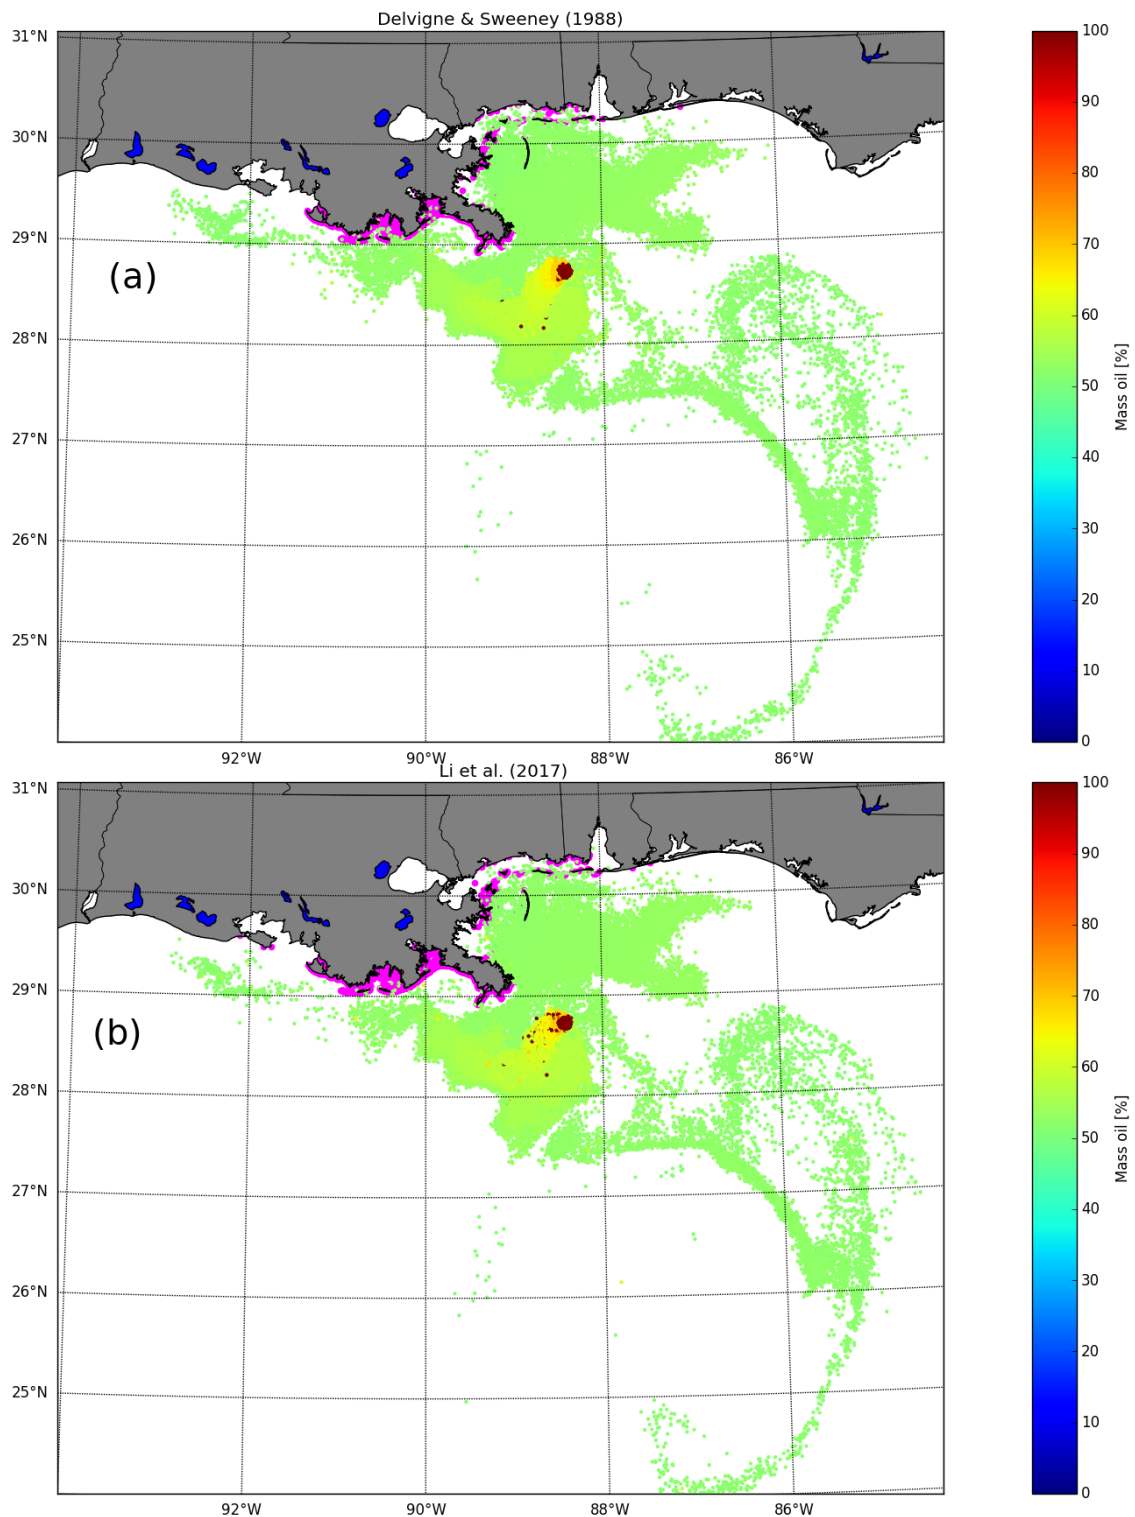 Delvigne & Sweeney (1988)
31°N
30°N
29°N
28°N
27°N
26°N
25°N
(a)
92°W 90°W 88°W 86°W
100
90
80
70
60
50
40
30
20
10
0
Mass oil [%]
Li et al. (2017)
31°N
30°N
29°N
28°N
27°N
26°N
25°N
(b)
92°W 90°W 88°W 86°W
100
90
80
70
60
50
40
30
20
10
0
Mass oil [%]